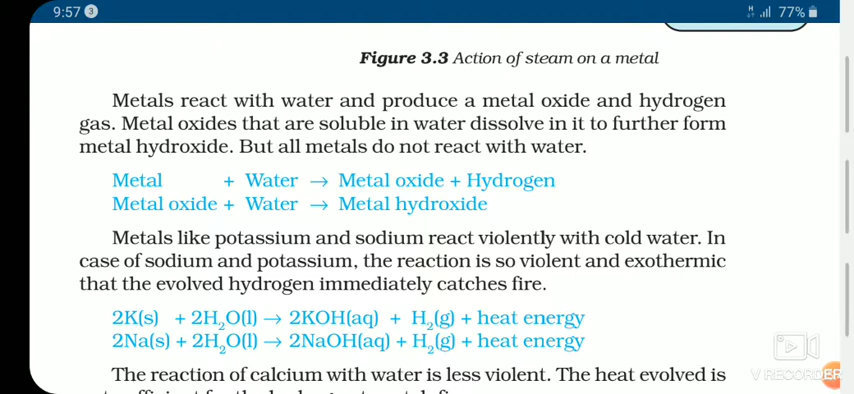 9:57 3 H 77%
Figure 3.3 Action of steam on a metal
Metals react with water and produce a metal oxide and hydrogen
gas. Metal oxides that are soluble in water dissolve in it to further form
metal hydroxide. But all metals do not react with water.
Metal + Water → Metal oxide + Hydrogen
Metal oxide + Water → Metal hydroxide
Metals like potassium and sodium react violently with cold water. In
case of sodium and potassium, the reaction is so violent and exothermic
that the evolved hydrogen immediately catches fire.
2K(s) + 2H₂O(l) → 2KOH(aq) + H₂(g) + heat energy
2Na(s) + 2H₂O(l) → 2NaOH(aq) + H₂(g) + heat energy
V RECORDER
The reaction of calcium with water is less violent. The heat evolved is